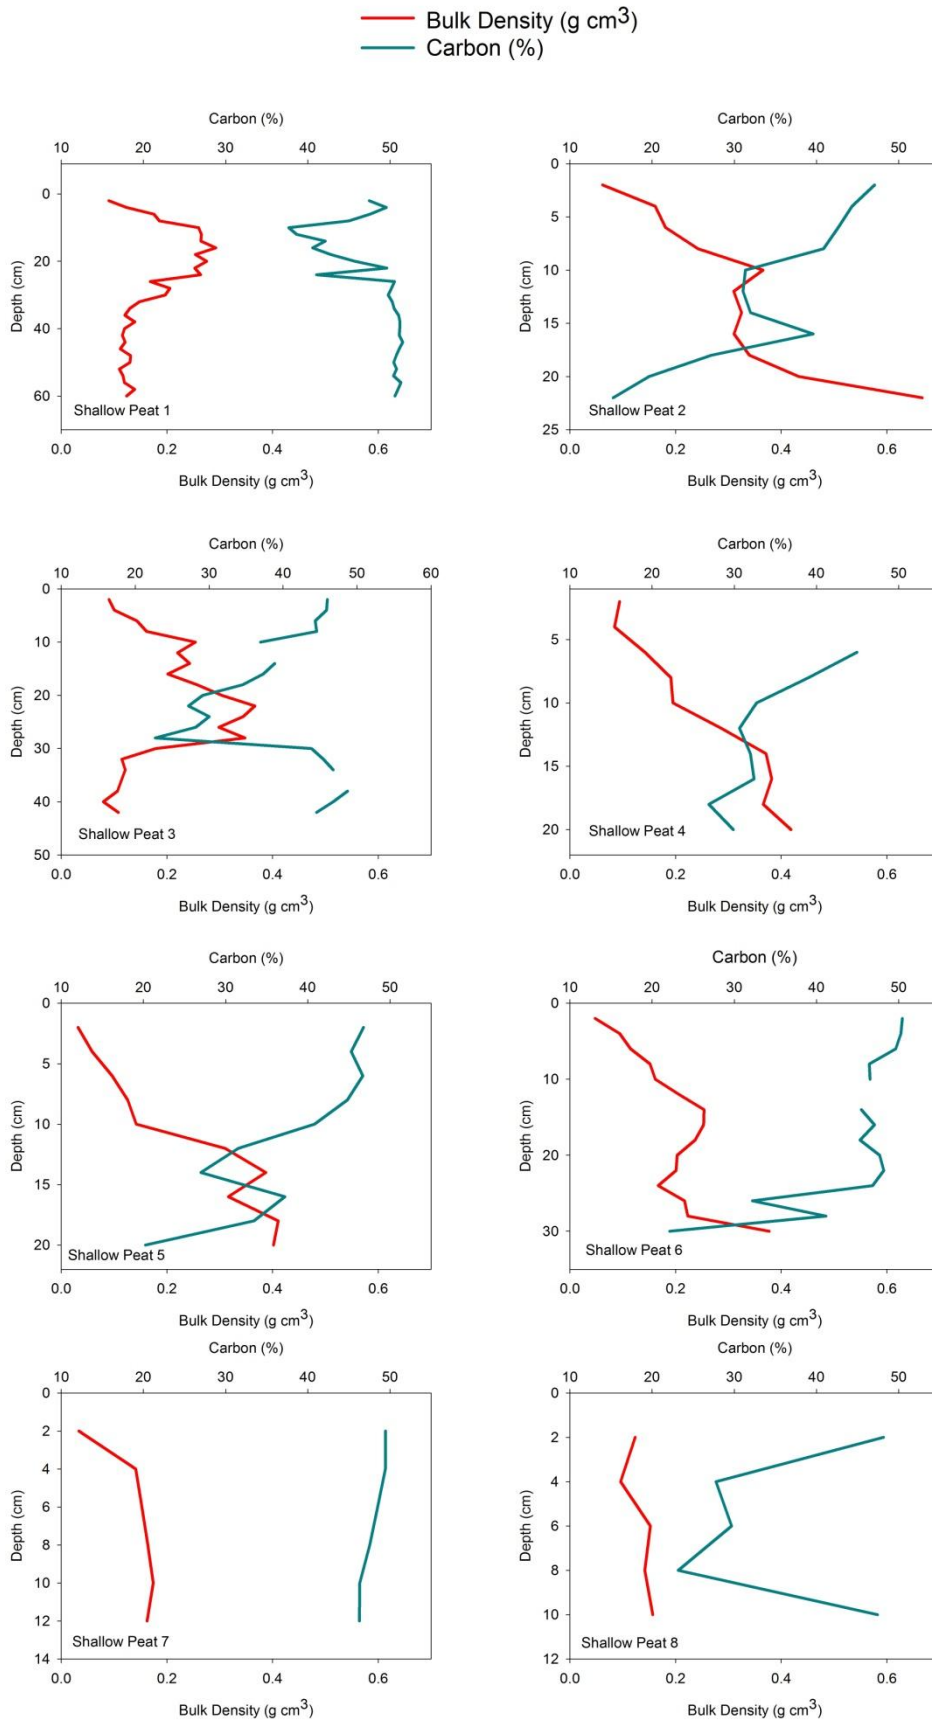 Bulk Density (g cm3)
Carbon (%)
Carbon (%)
10 20 30 40 50
0
20
40
60
Depth (cm)
Shallow Peat 1
0.0 0.2 0.4 0.6
Bulk Density (g cm3)
Carbon (%)
10 20 30 40 50
0
5
10
15
20
25
Depth (cm)
Shallow Peat 2
0.0 0.2 0.4 0.6
Bulk Density (g cm3)
Carbon (%)
10 20 30 40 50 60
0
10
20
30
40
50
Depth (cm)
Shallow Peat 3
0.0 0.2 0.4 0.6
Bulk Density (g cm3)
Carbon (%)
10 20 30 40 50
5
10
15
20
Depth (cm)
Shallow Peat 4
0.0 0.2 0.4 0.6
Bulk Density (g cm3)
Carbon (%)
10 20 30 40 50
0
5
10
15
20
Depth (cm)
Shallow Peat 5
0.0 0.2 0.4 0.6
Bulk Density (g cm3)
Carbon (%)
10 20 30 40 50
0
10
20
30
Depth (cm)
Shallow Peat 6
0.0 0.2 0.4 0.6
Bulk Density (g cm3)
Carbon (%)
10 20 30 40 50
0
2
4
6
8
10
12
14
Depth (cm)
Shallow Peat 7
0.0 0.2 0.4 0.6
Bulk Density (g cm3)
Carbon (%)
10 20 30 40 50
0
2
4
6
8
10
12
Depth (cm)
Shallow Peat 8
0.0 0.2 0.4 0.6
Bulk Density (g cm3)